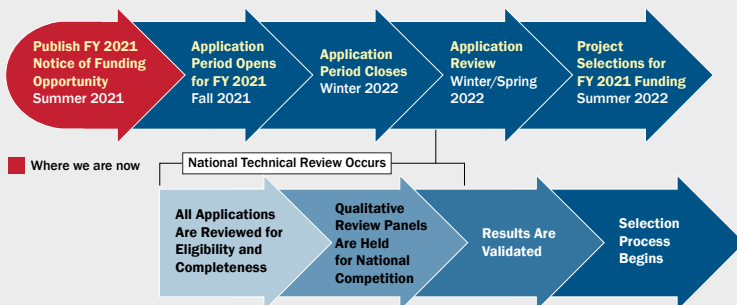 Publish FY 2021
Notice of Funding
Opportunity
Summer 2021
Application
Period Opens
for FY 2021
Fall 2021
Application
Period Closes
Winter 2022
Application
Review
Winter/Spring
2022
Project
Selections for
FY 2021 Funding
Summer 2022
Where we are now
National Technical Review Occurs
All Applications
Are Reviewed for
Eligibility and
Completeness
Qualitative
Review Panels
Are Held
for National
Competition
Results Are
Validated
Selection
Process
Begins